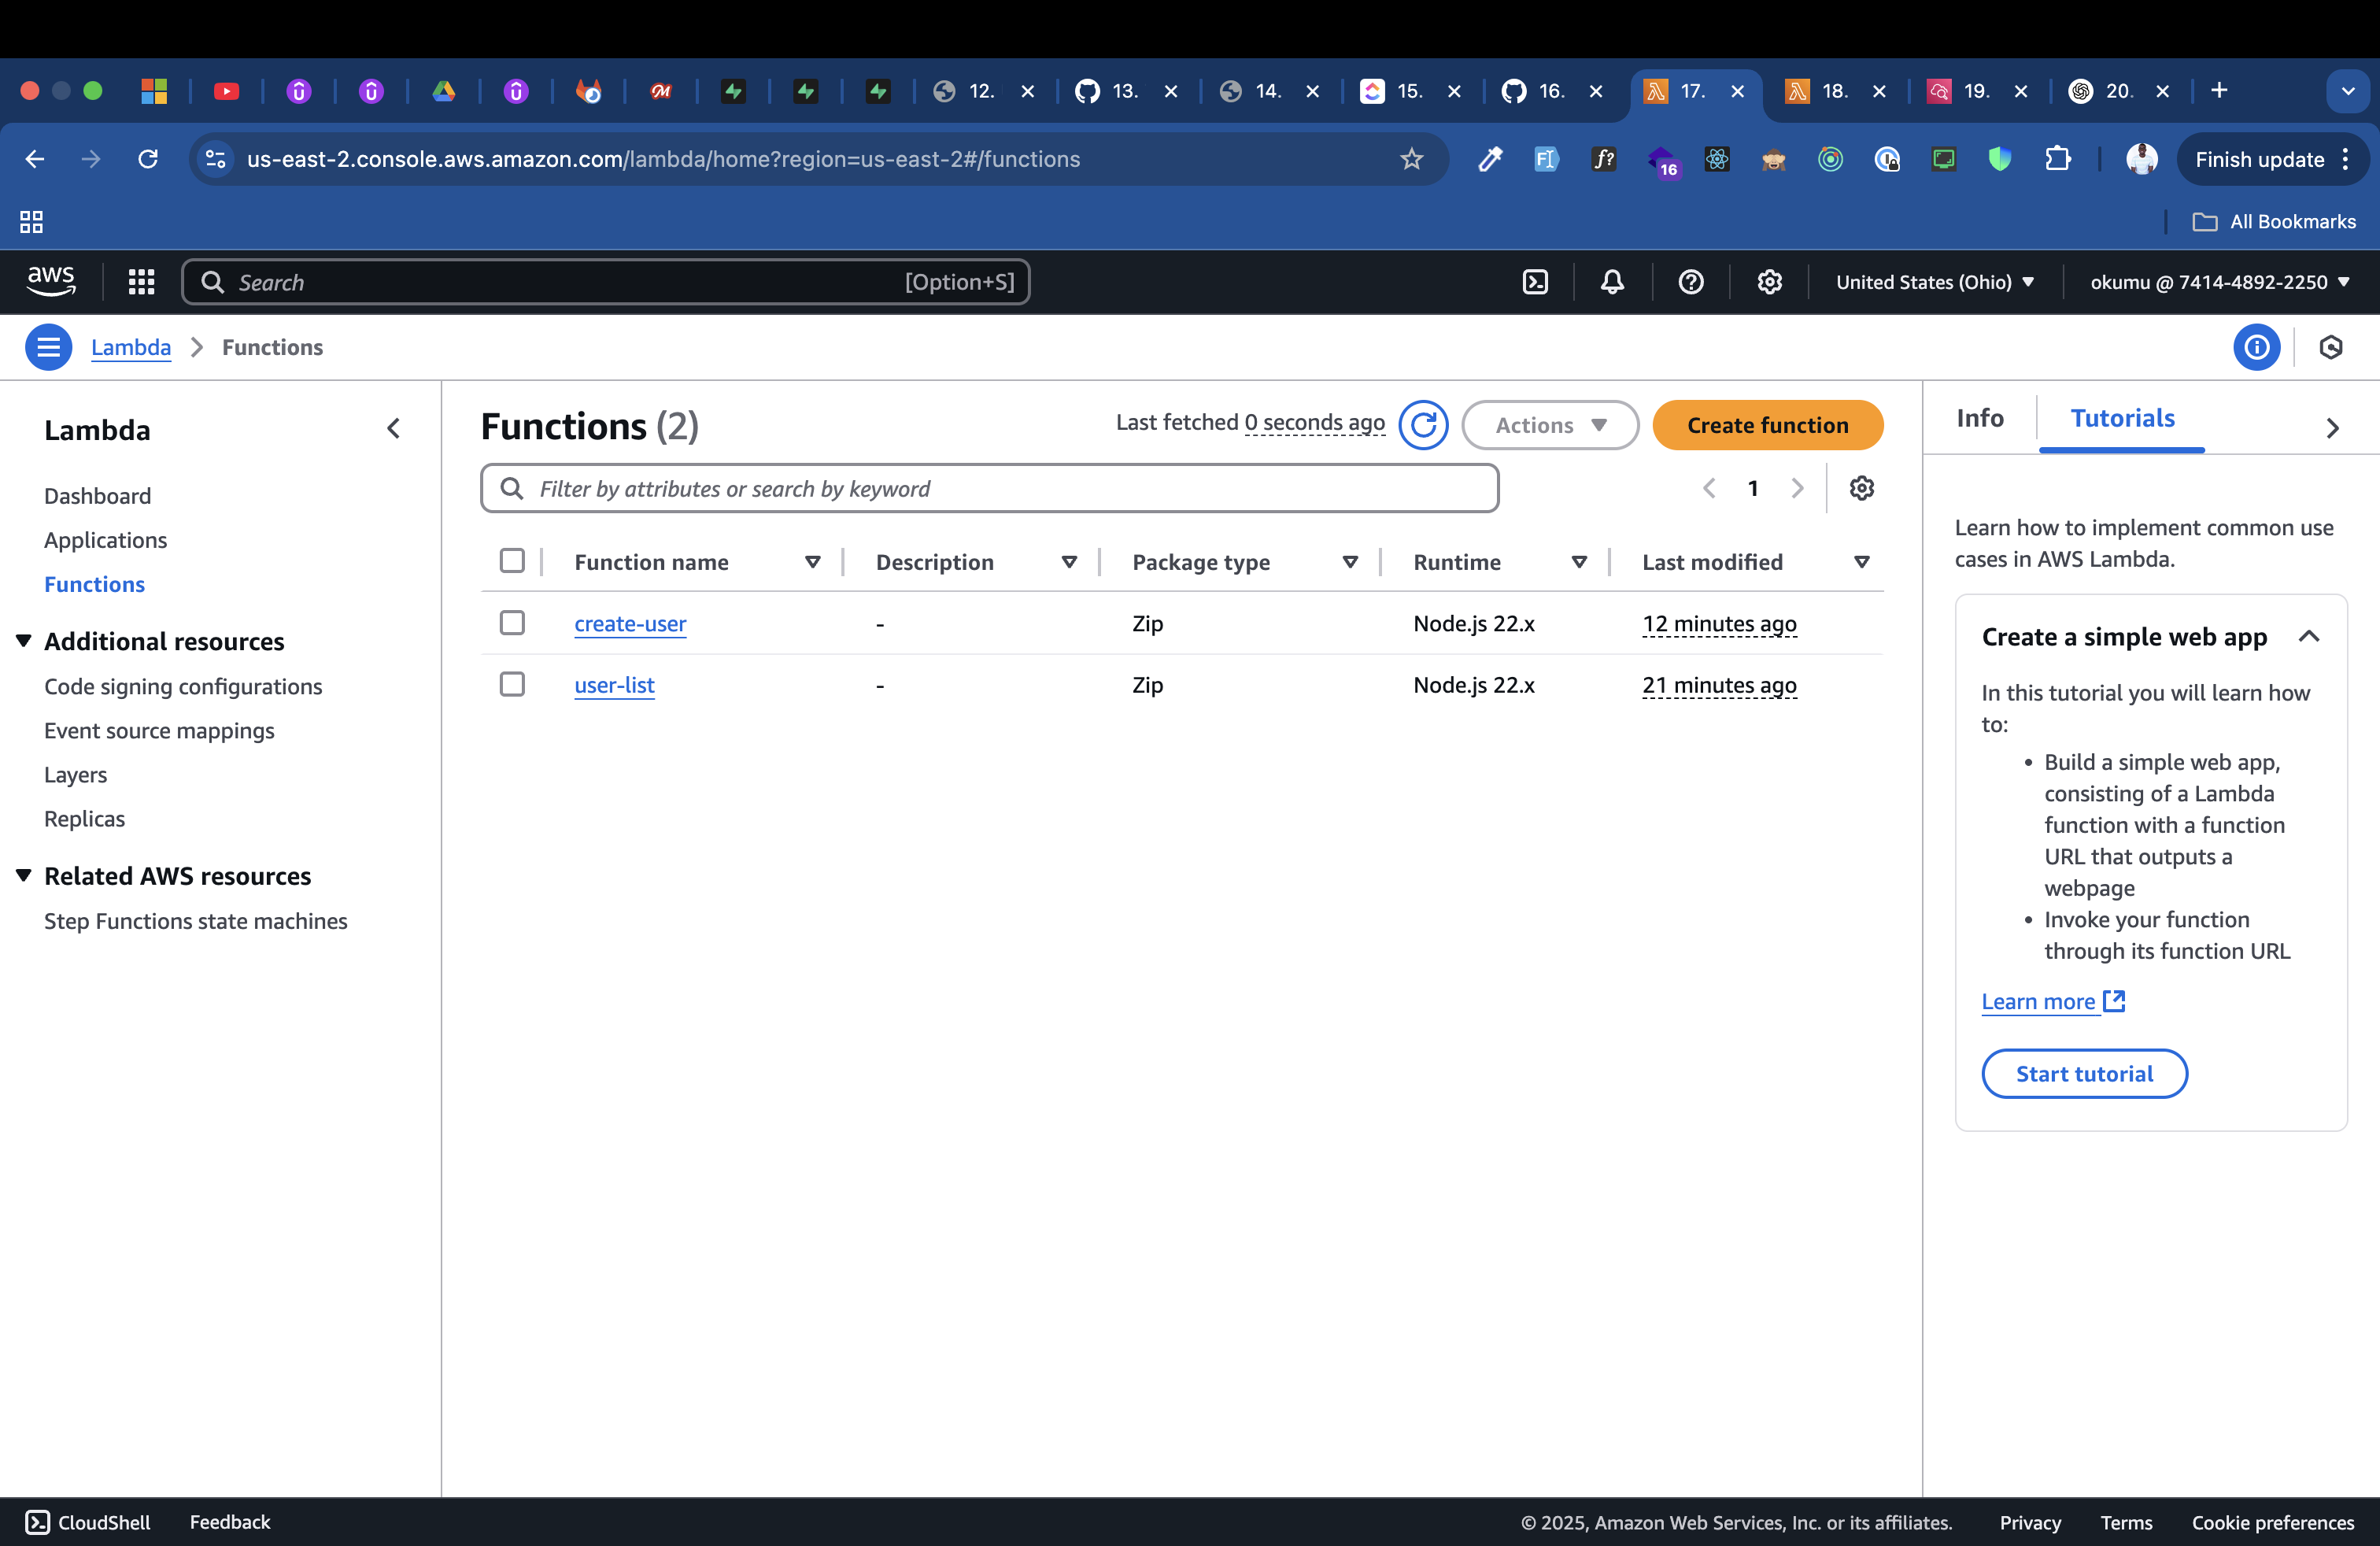 12.
13.
14.
15.
16.
17.
18.
19.
20.
us-east-2.console.aws.amazon.com/lambda/home?region=us-east-2#/functions
16
Finish update
All Bookmarks
aws
Search
[Option+S]
United States (Ohio)
okumu @ 7414-4892-2250
Lambda
Functions
Lambda
Dashboard
Applications
Functions
Additional resources
Code signing configurations
Event source mappings
Layers
Replicas
Related AWS resources
Step Functions state machines
Functions (2)
Last fetched 0 seconds ago
Actions
Create function
Filter by attributes or search by keyword
1
Function name Description Package type Runtime Last modified
create-user - Zip Node.js 22.x 12 minutes ago
user-list - Zip Node.js 22.x 21 minutes ago
Info
Tutorials
Learn how to implement common use
cases in AWS Lambda.
Create a simple web app
In this tutorial you will learn how
to:
• Build a simple web app,
consisting of a Lambda
function with a function
URL that outputs a
webpage
• Invoke your function
through its function URL
Learn more
Start tutorial
CloudShell
Feedback
© 2025, Amazon Web Services, Inc. or its affiliates.
Privacy
Terms
Cookie preferences